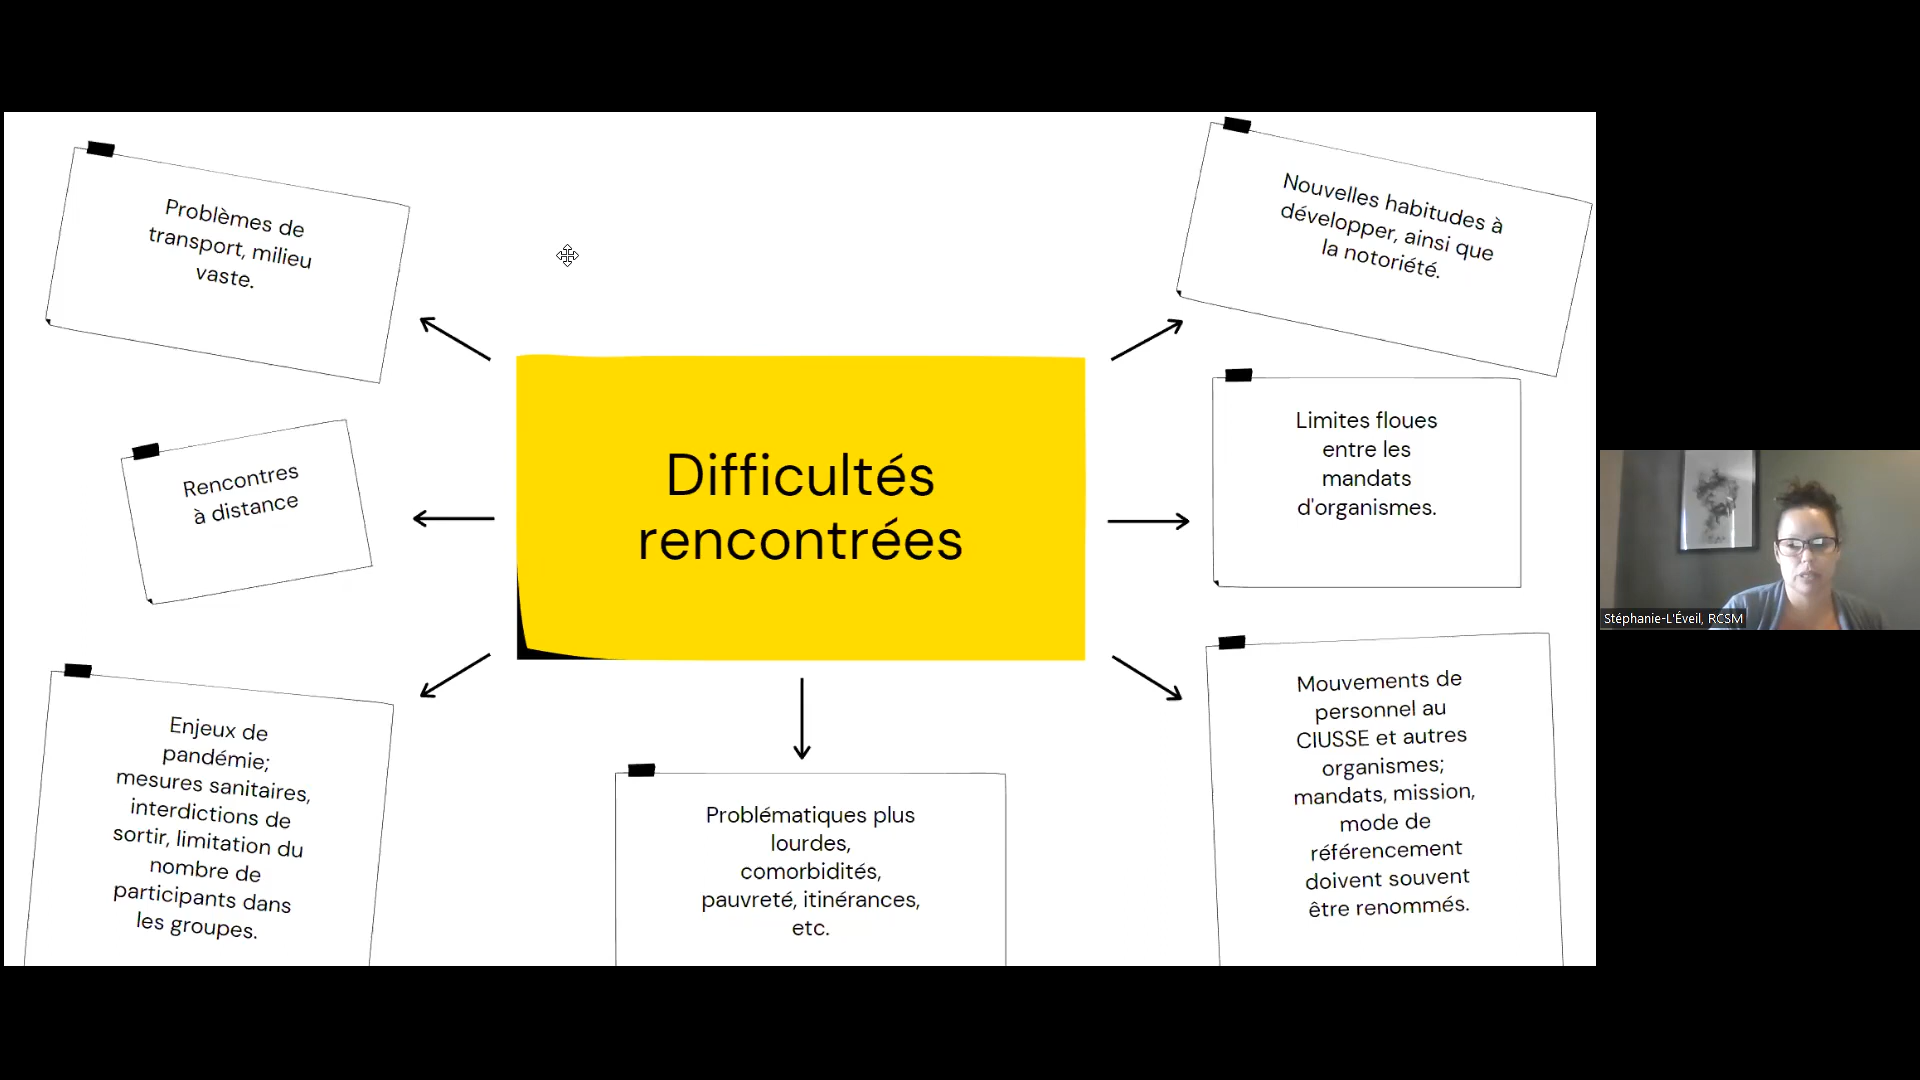 Problèmes de
transport, milieu
vaste.
Nouvelles habitudes à
développer, ainsi que
la notoriété.
Rencontres
à distance
Difficultés
rencontrées
Limites floues
entre les
mandats
d'organismes.
Enjeux de
pandémie;
mesures sanitaires,
interdictions de
sortir, limitation du
nombre de
participants dans
les groupes.
Problématiques plus
lourdes,
comorbidités,
pauvreté, itinérances,
etc.
Mouvements de
personnel au
CIUSSE et autres
organismes;
mandats, mission,
mode de
référencement
doivent souvent
être renommés.
Stéphanie-L'Éveil, RCSM